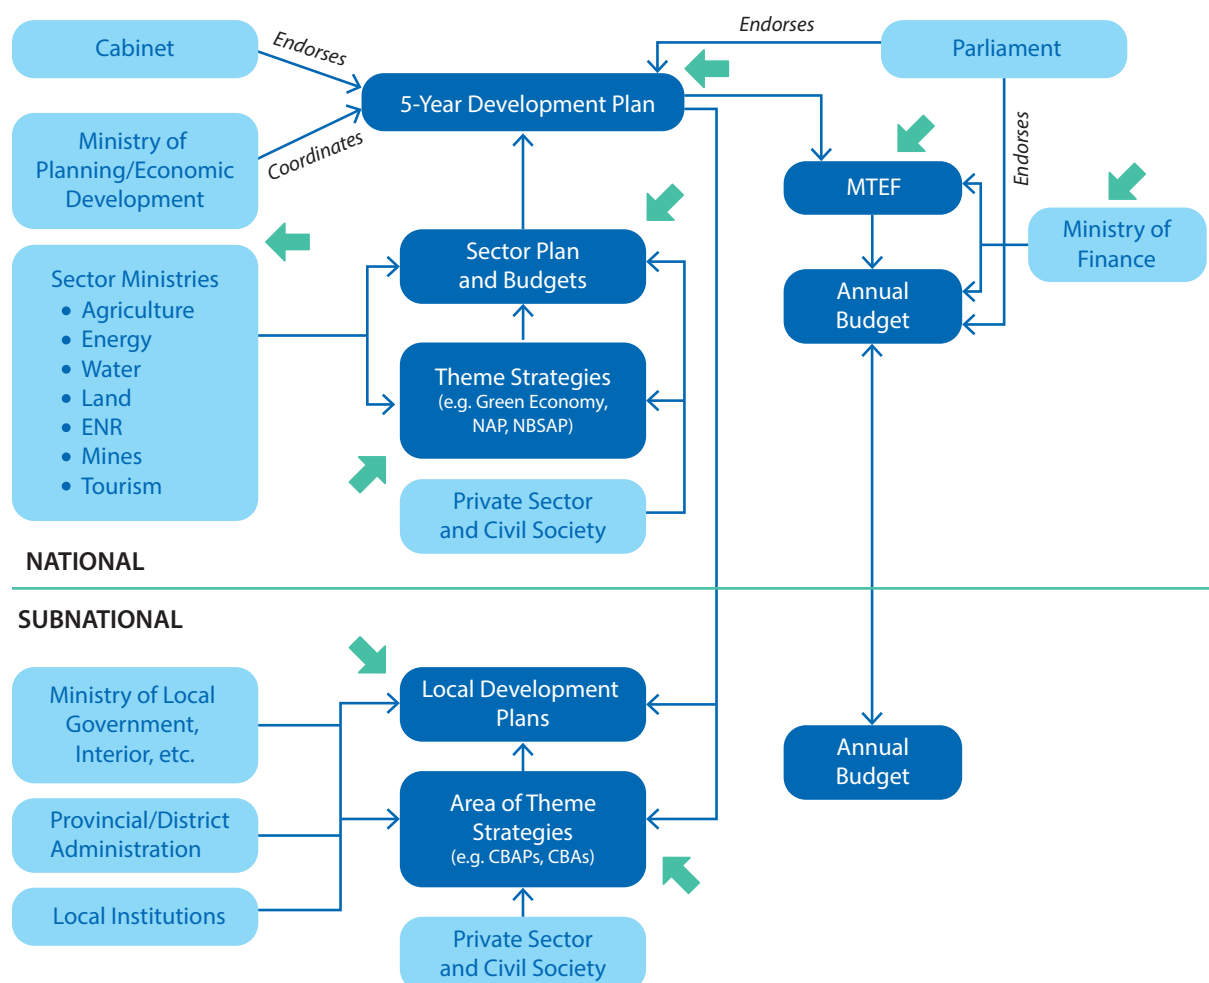 Cabinet
Endorses
Endorses
Parliament
5-Year Development Plan
Ministry of
Planning/Economic
Development
Coordinates
Endorses
MTEF
Ministry of
Finance
Sector Plan
and Budgets
Annual
Budget
Sector Ministries
• Agriculture
• Energy
• Water
• Land
• ENR
• Mines
• Tourism
Theme Strategies
(e.g. Green Economy,
NAP, NBSAP)
Private Sector
and Civil Society
NATIONAL
SUBNATIONAL
Ministry of Local
Government,
Interior, etc.
Local Development
Plans
Annual
Budget
Provincial/District
Administration
Area of Theme
Strategies
(e.g. CBAPs, CBAs)
Local Institutions
Private Sector
and Civil Society